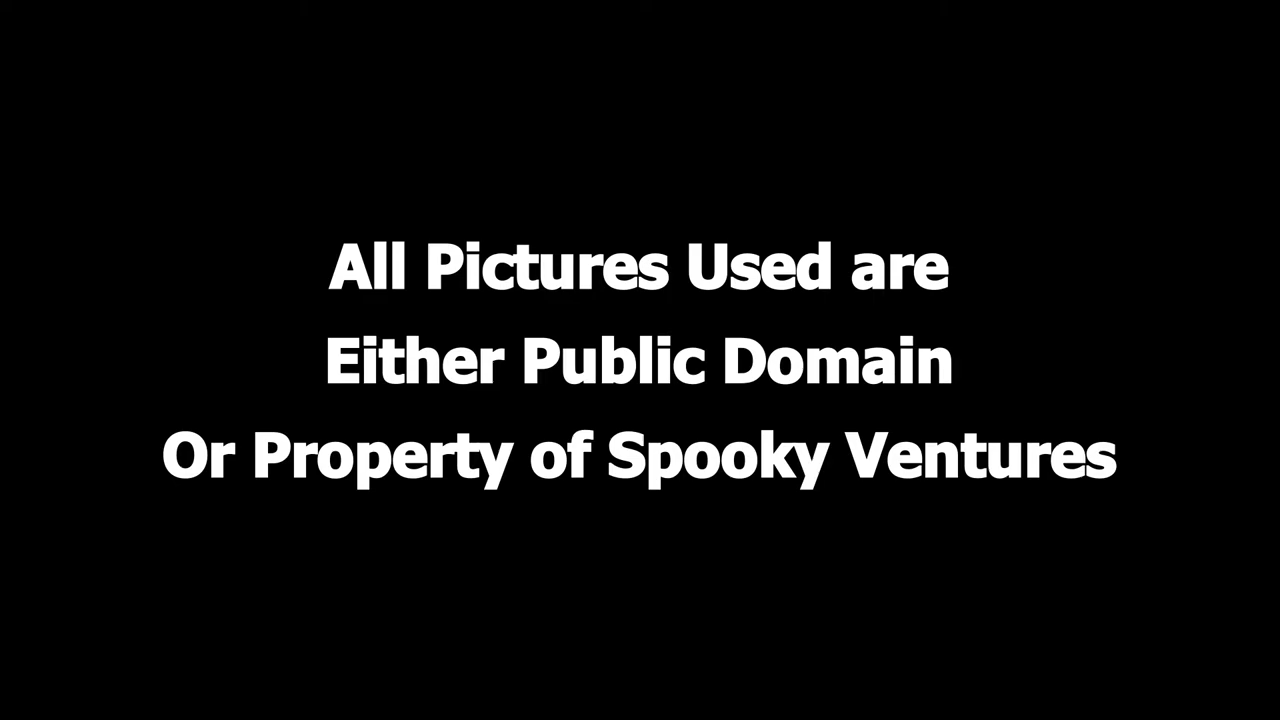 All Pictures Used are
Either Public Domain
Or Property of Spooky Ventures